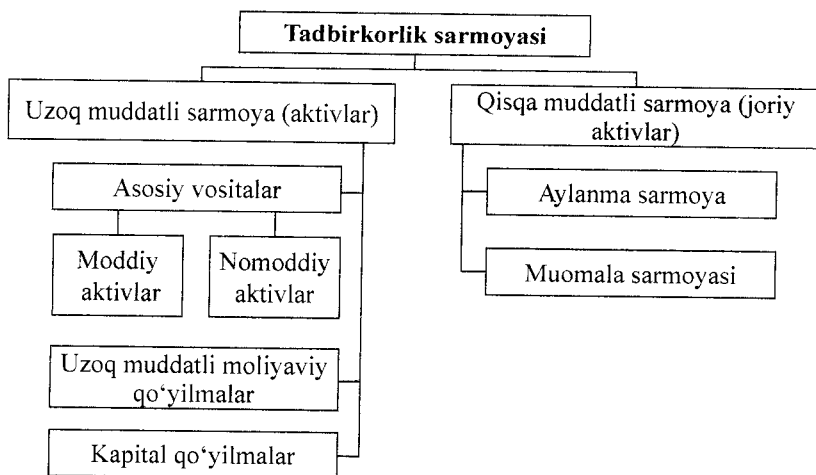 Tadbirkorlik sarmoyasi
Uzoq muddatli sarmoya (aktivlar)
Qisqa muddatli sarmoya (joriy
aktivlar)
Asosiy vositalar
Moddiy
aktivlar
Nomoddiy
aktivlar
Uzoq muddatli moliyaviy
qo‘yilmalar
Kapital qo‘yilmalar
Aylanma sarmoya
Muomala sarmoyasi